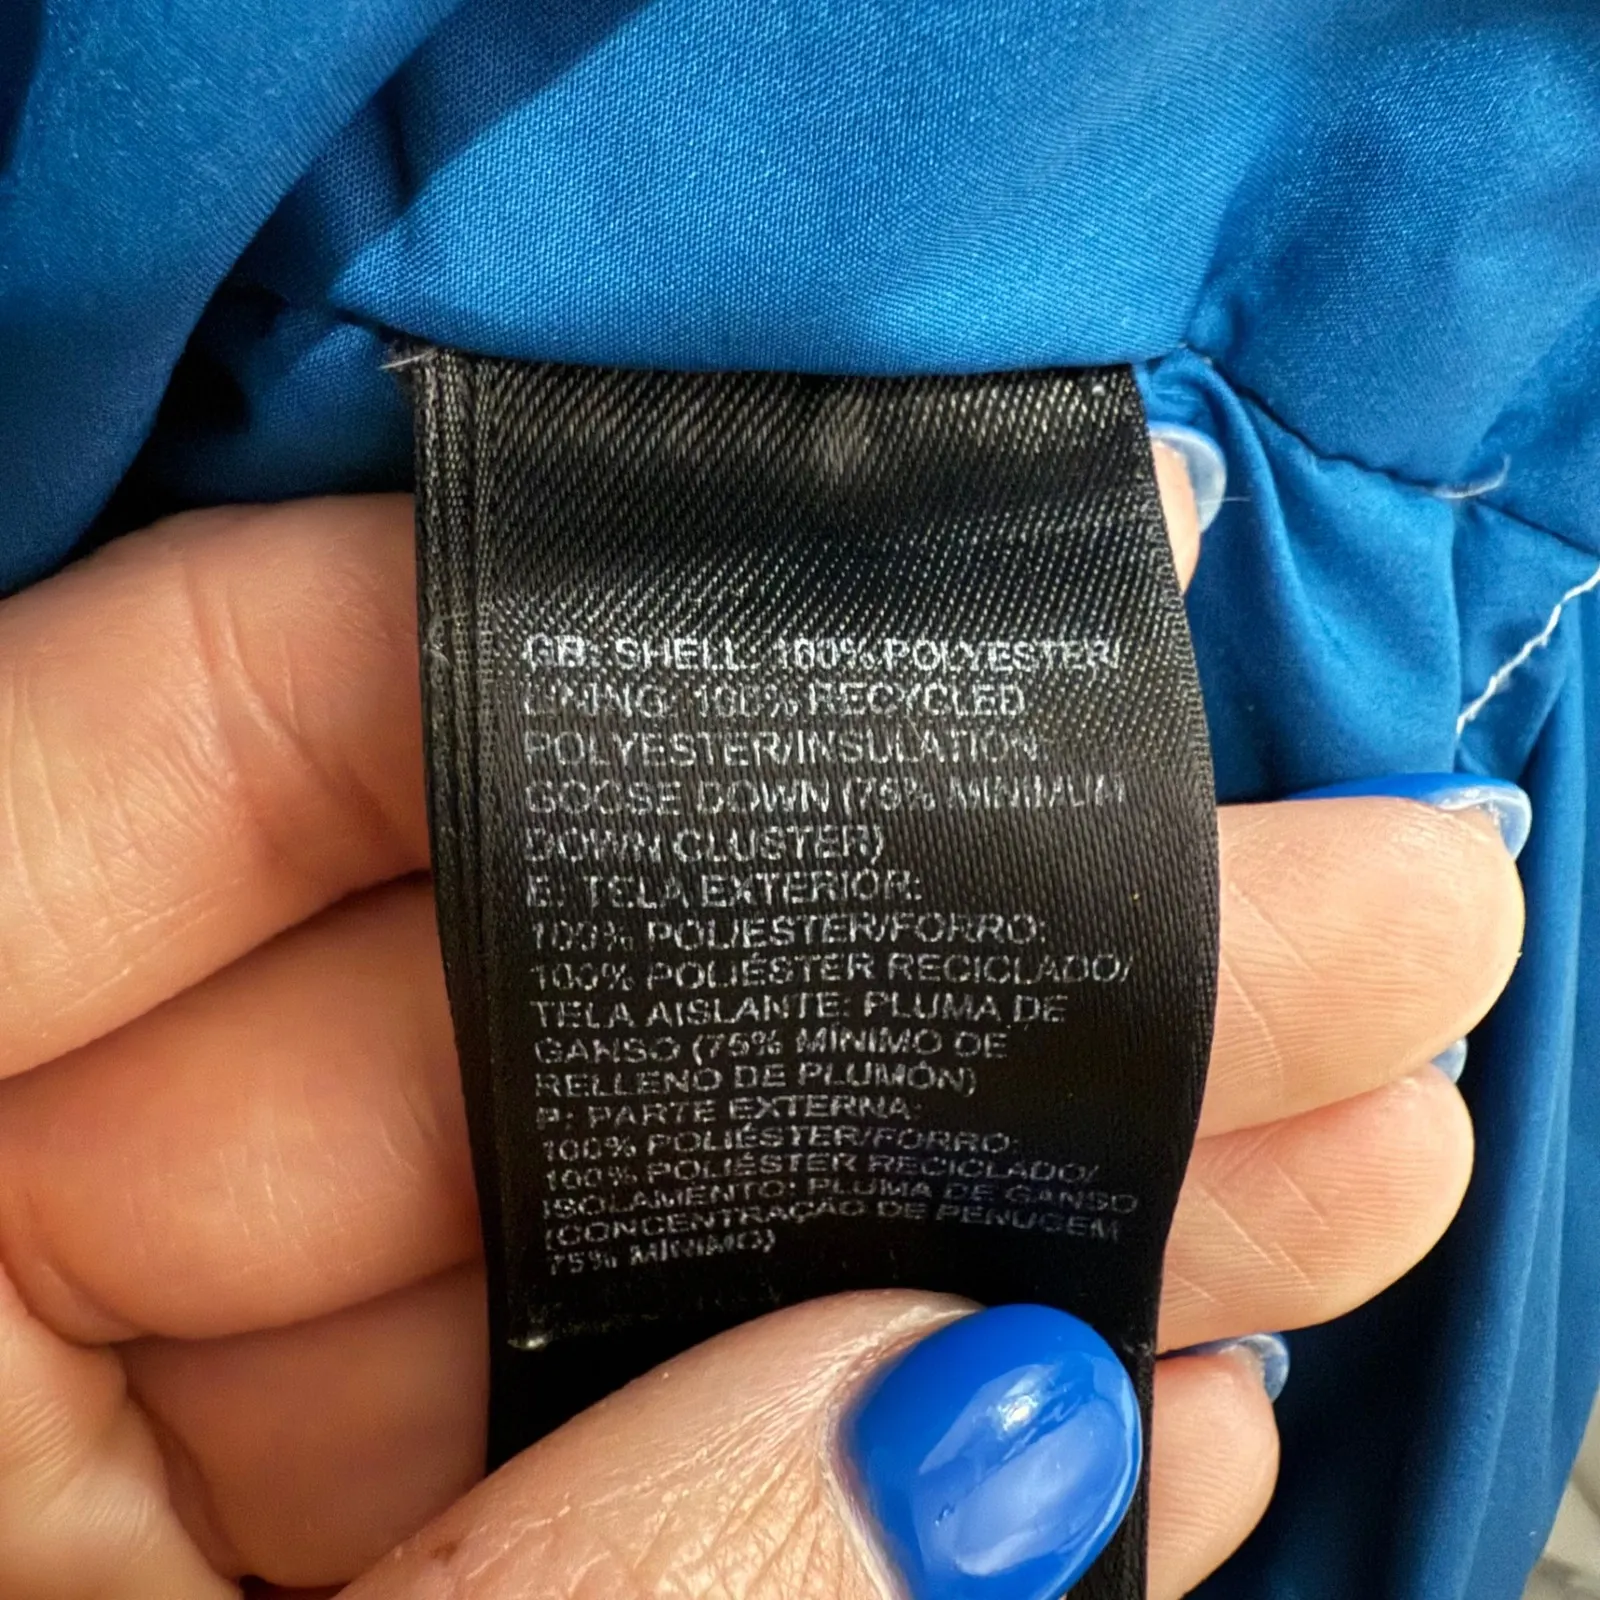 GB: SHELL: 100% POLYESTER/
LINING: 100% RECYCLED
POLYESTER/INSULATION:
GOOSE DOWN (75% MINIMUM
DOWN CLUSTER)
E: TELA EXTERIOR:
100% POLIÉSTER/FORRO:
100% POLIÉSTER RECICLADO/
TELA AISLANTE: PLUMA DE
GANSO (75% MÍNIMO DE
RELLENO DE PLUMÓN)
P: PARTE EXTERNA:
100% POLIÉSTER/FORRO:
100% POLIÉSTER RECICLADO/
ISOLAMENTO: PLUMA DE GANSO
(CONCENTRAÇÃO DE PENUGEM
75% MÍNIMO)